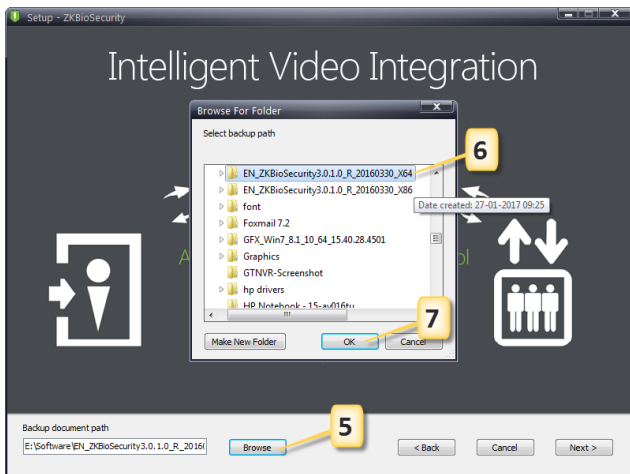 Setup - ZKBioSecurity
Intelligent Video Integration
Browse For Folder
Select backup path
EN_ZKBioSecurity3.0.1.0_R_20160330_X64
EN_ZKBioSecurity3.0.1.0_R_20160330_X86
font
Date created: 27-01-2017 09:25
Foxmail 7.2
GFX_Win7_8.1_10_64_15.40.28.4501
Graphics
GTNVR-Screenshot
hp drivers
HP Notebook - 15-ay016tu
6
7
Make New Folder
OK
Cancel
A
ol
5
Backup document path
E:\Software\EN_ZKBioSecurity3.0.1.0_R_2016(
Browse
< Back
Cancel
Next >